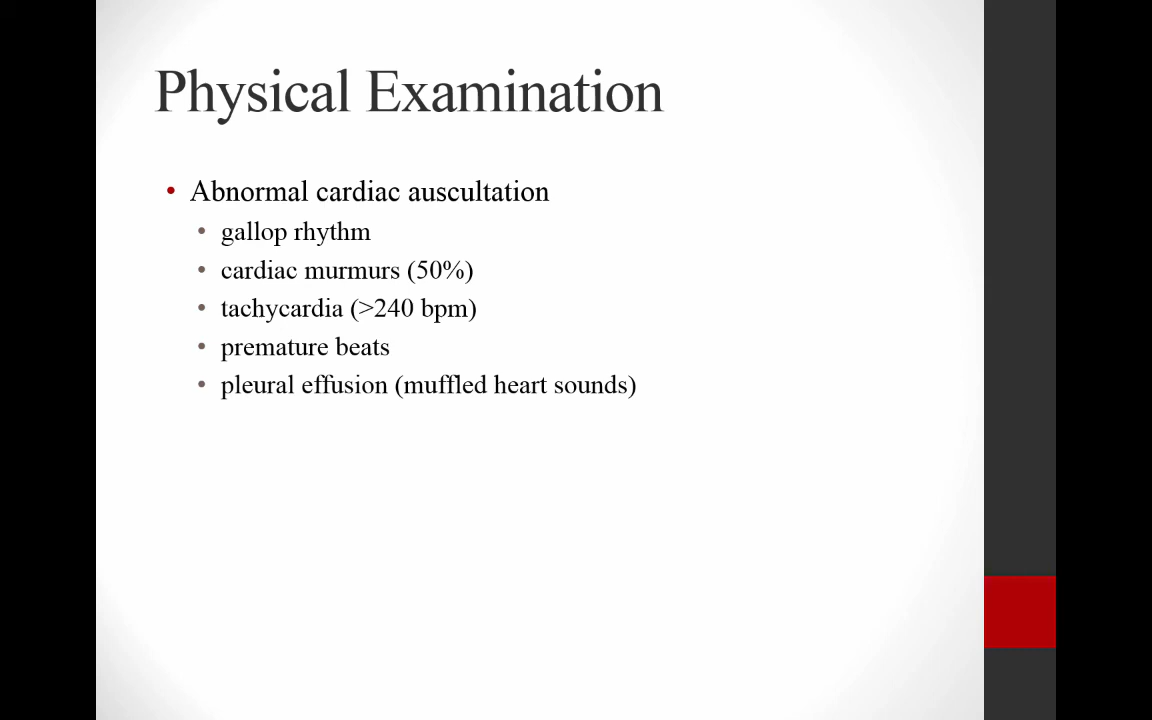 Physical Examination
• Abnormal cardiac auscultation
• gallop rhythm
• cardiac murmurs (50%)
• tachycardia (>240 bpm)
• premature beats
• pleural effusion (muffled heart sounds)